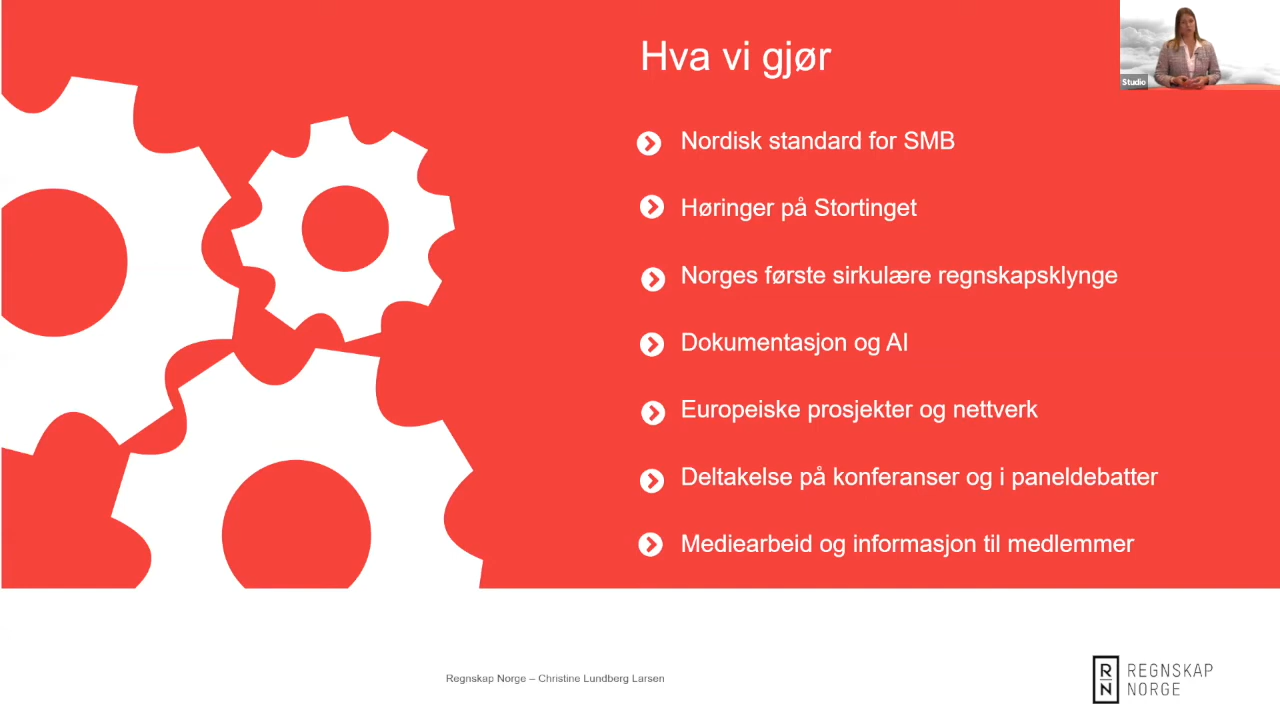 Hva vi gjør
Studio
Nordisk standard for SMB
Høringer på Stortinget
Norges første sirkulære regnskapsklynge
Dokumentasjon og AI
Europeiske prosjekter og nettverk
Deltakelse på konferanser og i paneldebatter
Mediearbeid og informasjon til medlemmer
Regnskap Norge – Christine Lundberg Larsen
R
N
REGNSKAP
NORGE